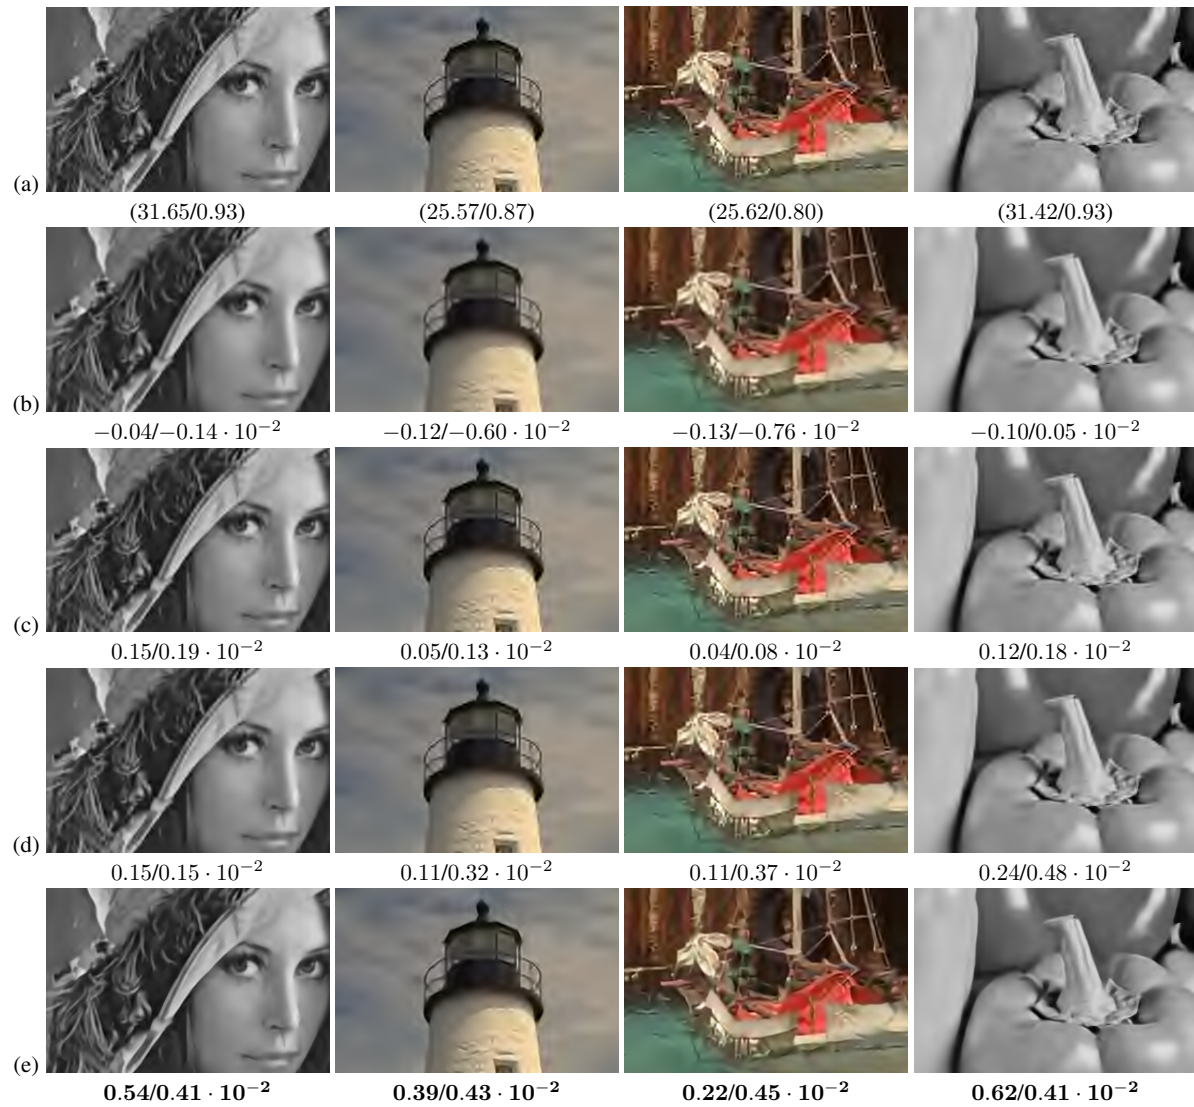 (a)
(31.65/0.93) (25.57/0.87) (25.62/0.80) (31.42/0.93)
(b)
−0.04/−0.14 · 10⁻² −0.12/−0.60 · 10⁻² −0.13/−0.76 · 10⁻² −0.10/0.05 · 10⁻²
(c)
0.15/0.19 · 10⁻² 0.05/0.13 · 10⁻² 0.04/0.08 · 10⁻² 0.12/0.18 · 10⁻²
(d)
0.15/0.15 · 10⁻² 0.11/0.32 · 10⁻² 0.11/0.37 · 10⁻² 0.24/0.48 · 10⁻²
(e)
0.54/0.41 · 10⁻² 0.39/0.43 · 10⁻² 0.22/0.45 · 10⁻² 0.62/0.41 · 10⁻²